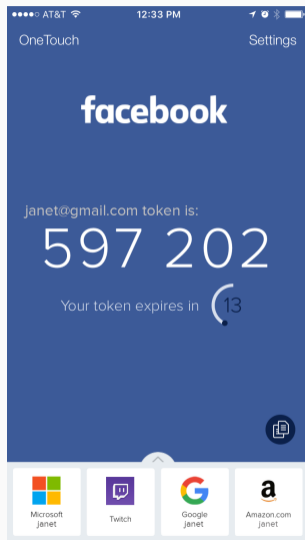 AT&T 12:33 PM
OneTouch Settings
facebook
janet@gmail.com token is:
597 202
Your token expires in 13
Microsoft
janet
Twitch
Google
janet
a
Amazon.com
janet